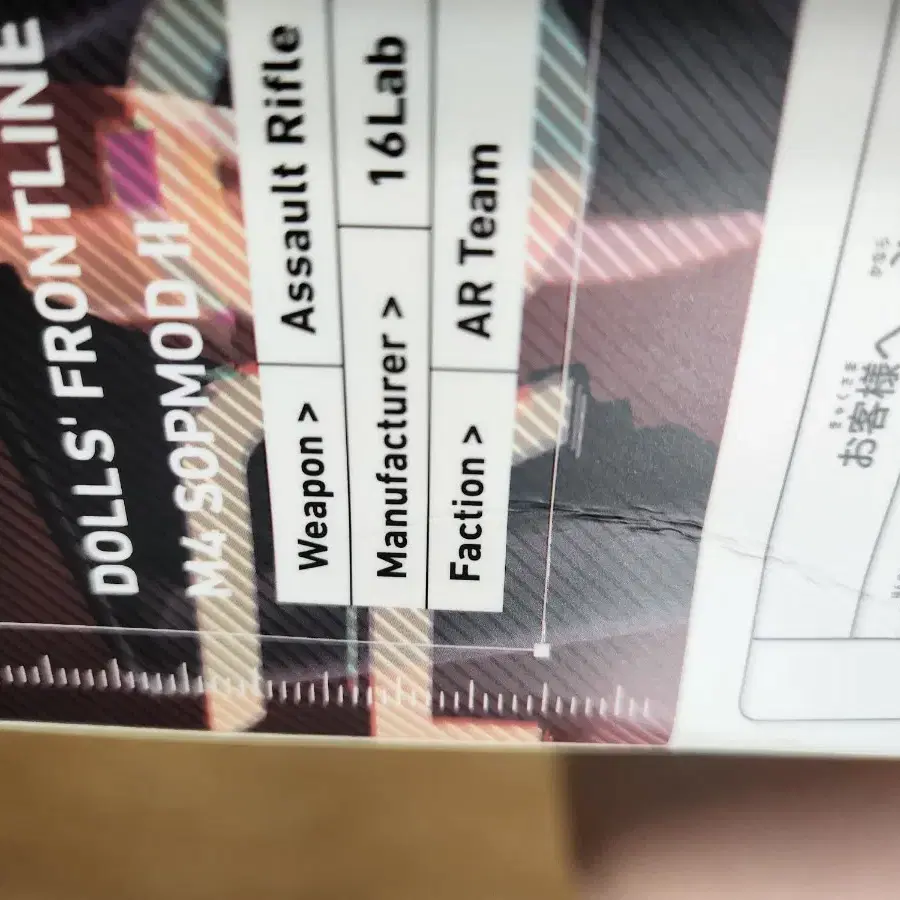 DOLLS' FRONTLINE
M4 SOPMOD II
Weapon > Assault Rifle
Manufacturer > 16Lab
Faction > AR Team
お客様へ